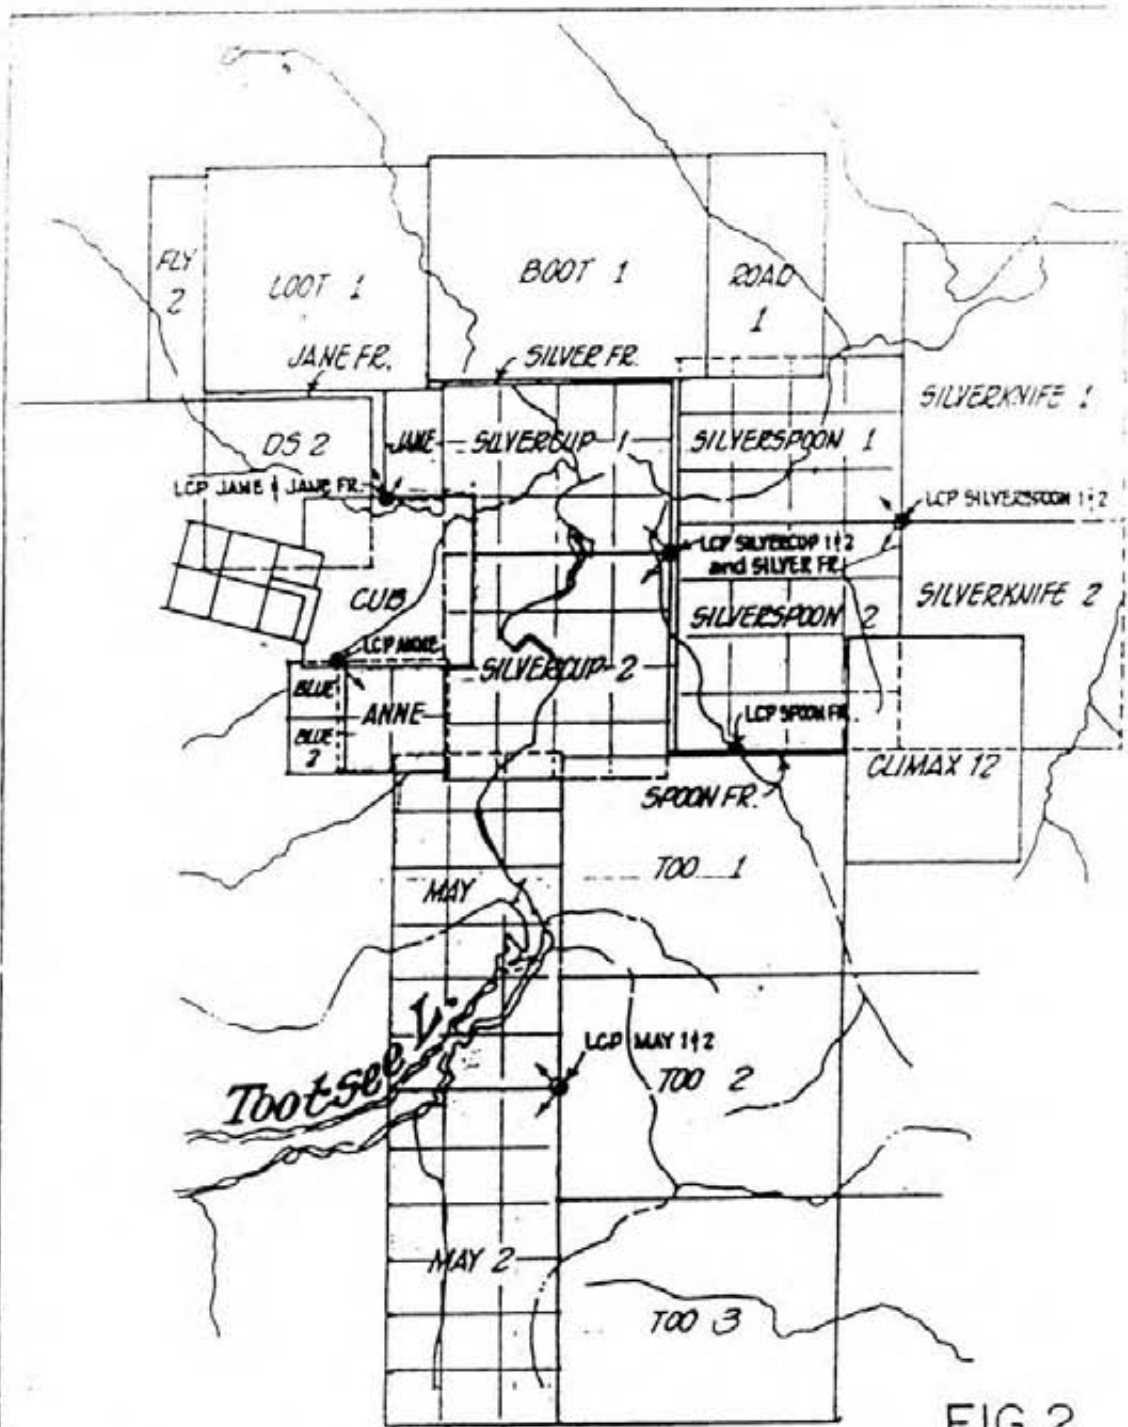 FLY
2
LOOT 1
BOOT 1
ROAD
1
JANE FR.
SILVER FR.
SILVERKNIFE 1
DS 2
JANE
SILVERCUP 1
SILVERSPOON 1
LCP JANE & JANE FR.
LCP SILVERSPOON 1&2
LCP SILVERCUP 1&2
and SILVER FR.
CUB
SILVERSPOON 2
SILVERKNIFE 2
LCP ANNE
SILVERCUP 2
BLUE
ANNE
LCP SPOON FR.
BLUE
2
CLIMAX 12
SPOON FR.
TOO 1
MAY
Tootsee L.
LCP MAY 1&2
TOO 2
MAY 2
TOO 3
FIG 2